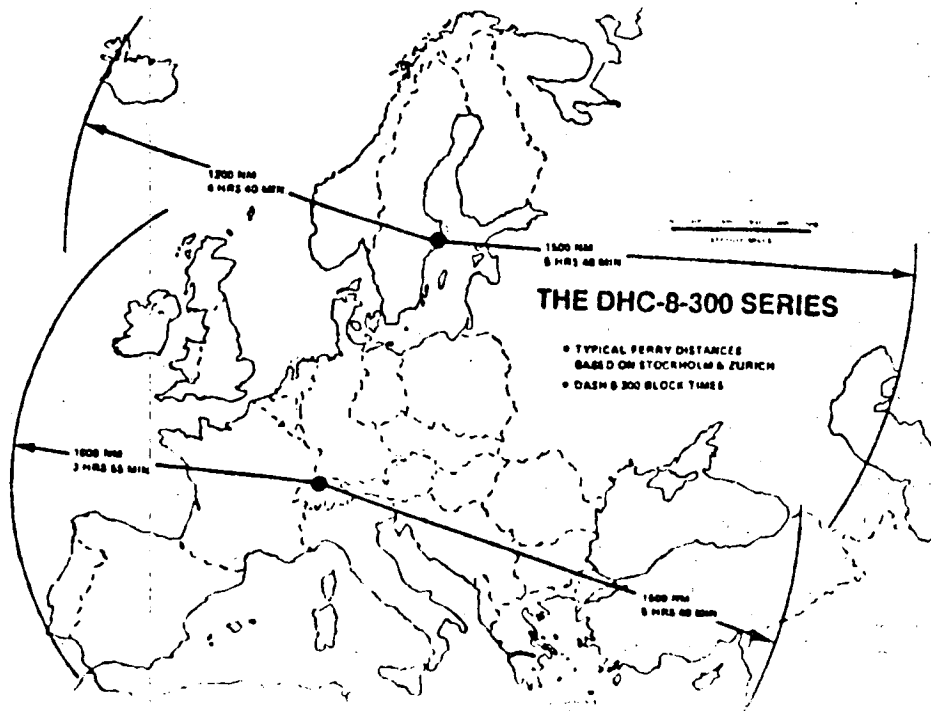 1200 NM
4 HRS 40 MIN
1500 NM
5 HRS 48 MIN
THE DHC-8-300 SERIES
• TYPICAL FERRY DISTANCES
BASED ON STOCKHOLM & ZURICH
• DASH 8-300 BLOCK TIMES
1000 NM
3 HRS 55 MIN
1500 NM
5 HRS 48 MIN